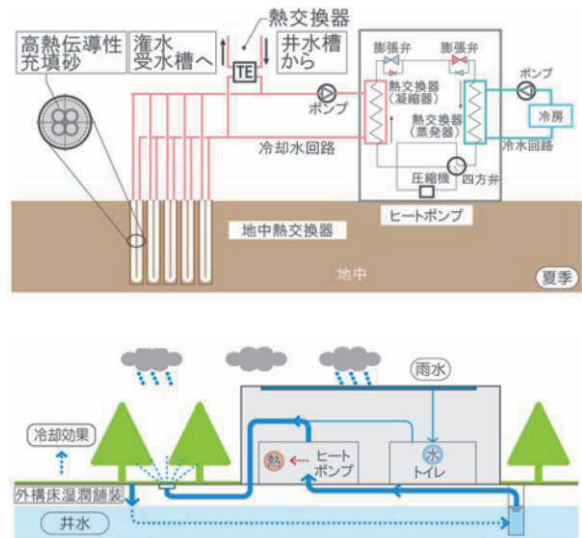 熱交換器
高熱伝導性
充填砂
潅水
受水槽へ
井水槽
から
TE
ポンプ
膨張弁
膨張弁
熱交換器
(凝縮器)
熱交換器
(蒸発器)
ポンプ
冷房
冷却水回路
冷水回路
圧縮機
四方弁
ヒートポンプ
地中熱交換器
地中
夏季
雨水
冷却効果
熱
ヒート
ポンプ
水
トイレ
外構床湿潤舗装
井水